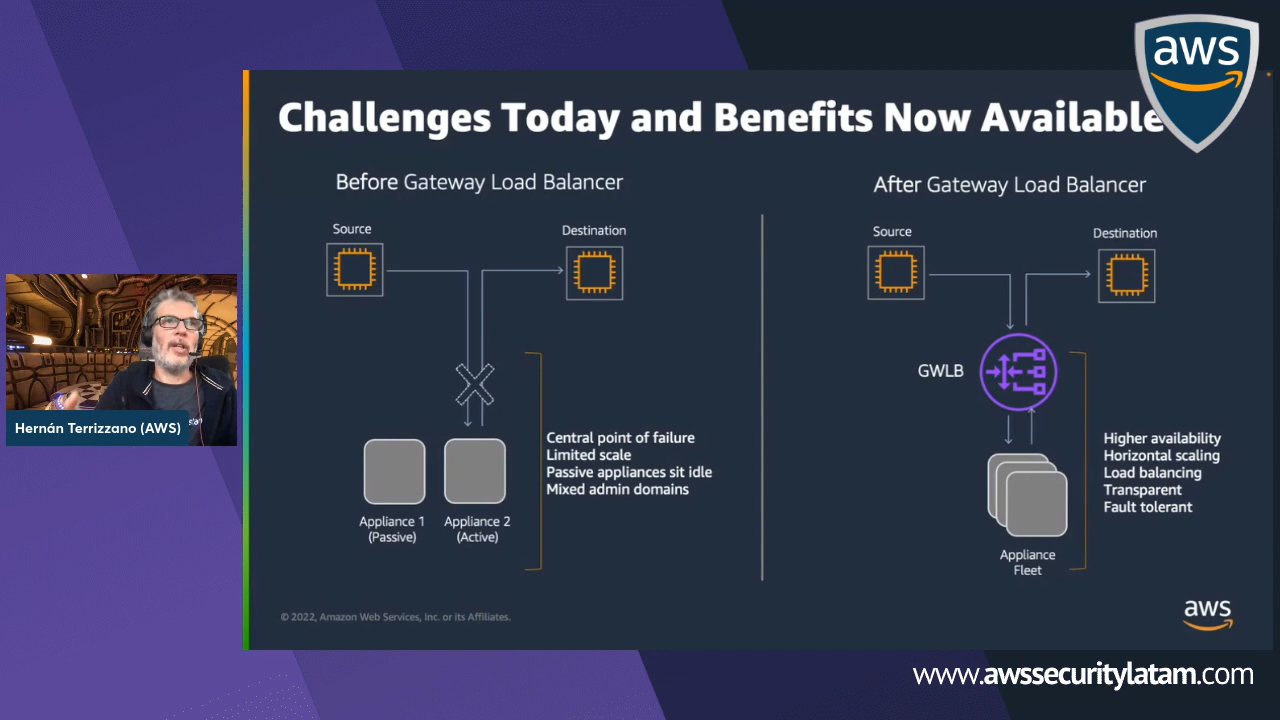 aws
Challenges Today and Benefits Now Available
Before Gateway Load Balancer
Source
Destination
Central point of failure
Limited scale
Passive appliances sit idle
Mixed admin domains
Appliance 1
(Passive)
Appliance 2
(Active)
After Gateway Load Balancer
Source
Destination
GWLB
Higher availability
Horizontal scaling
Load balancing
Transparent
Fault tolerant
Appliance
Fleet
Hernán Terrizzano (AWS)
© 2022, Amazon Web Services, Inc. or its Affiliates.
aws
www.awssecuritylatam.com